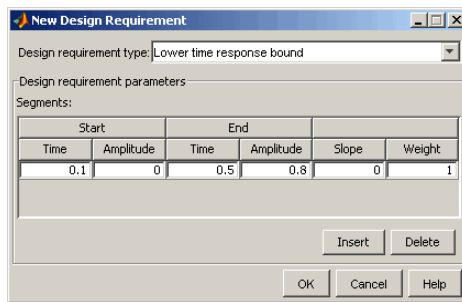 New Design Requirement
Design requirement type: Lower time response bound
Design requirement parameters
Segments:
Start End
Time Amplitude Time Amplitude Slope Weight
0.1 0 0.5 0.8 0 1
Insert Delete
OK Cancel Help